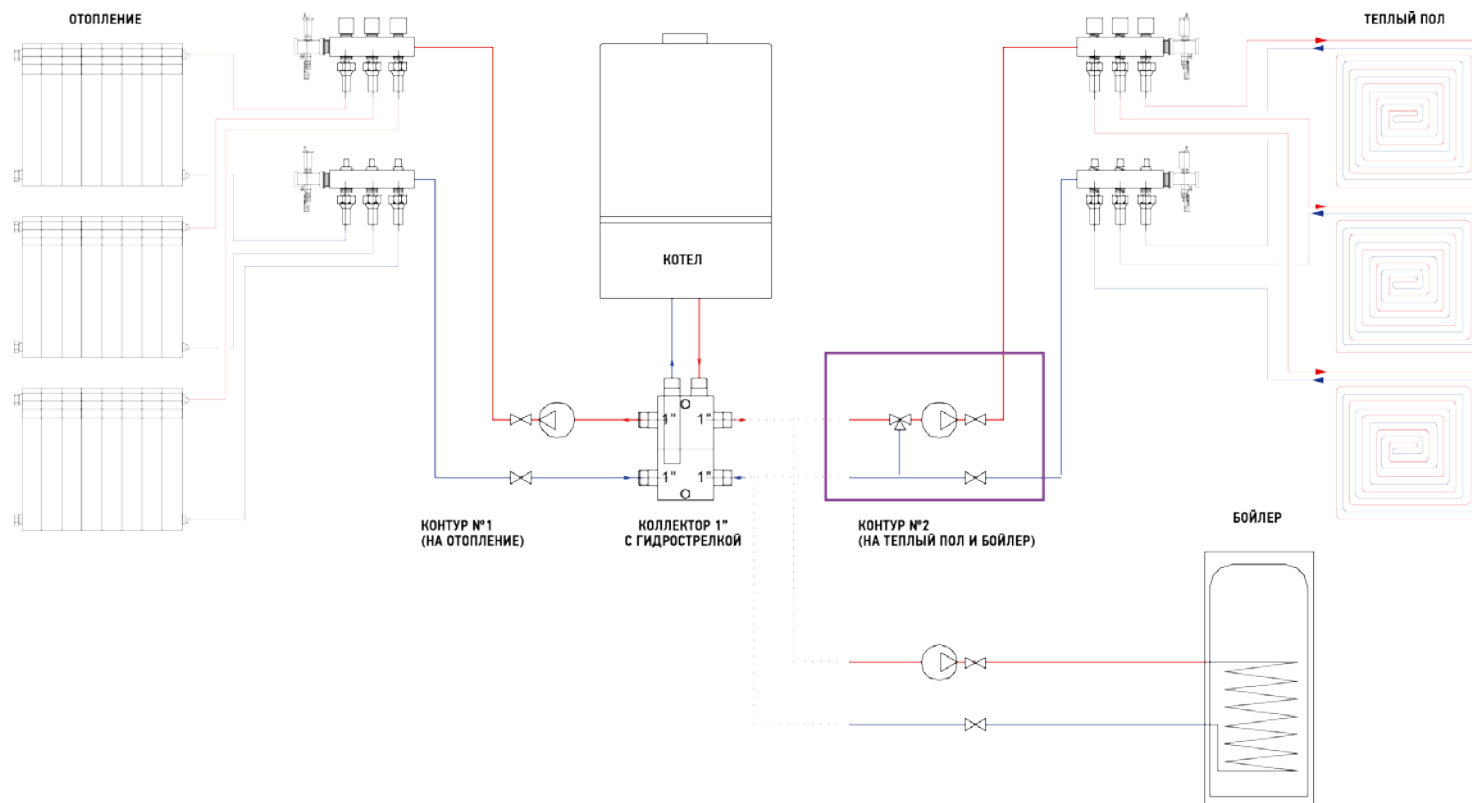 ОТОПЛЕНИЕ
ТЕПЛЫЙ ПОЛ
КОТЕЛ
1" 1"
1" 1"
КОНТУР №1
(НА ОТОПЛЕНИЕ)
КОЛЛЕКТОР 1"
С ГИДРОСТРЕЛКОЙ
КОНТУР №2
(НА ТЕПЛЫЙ ПОЛ И БОЙЛЕР)
БОЙЛЕР